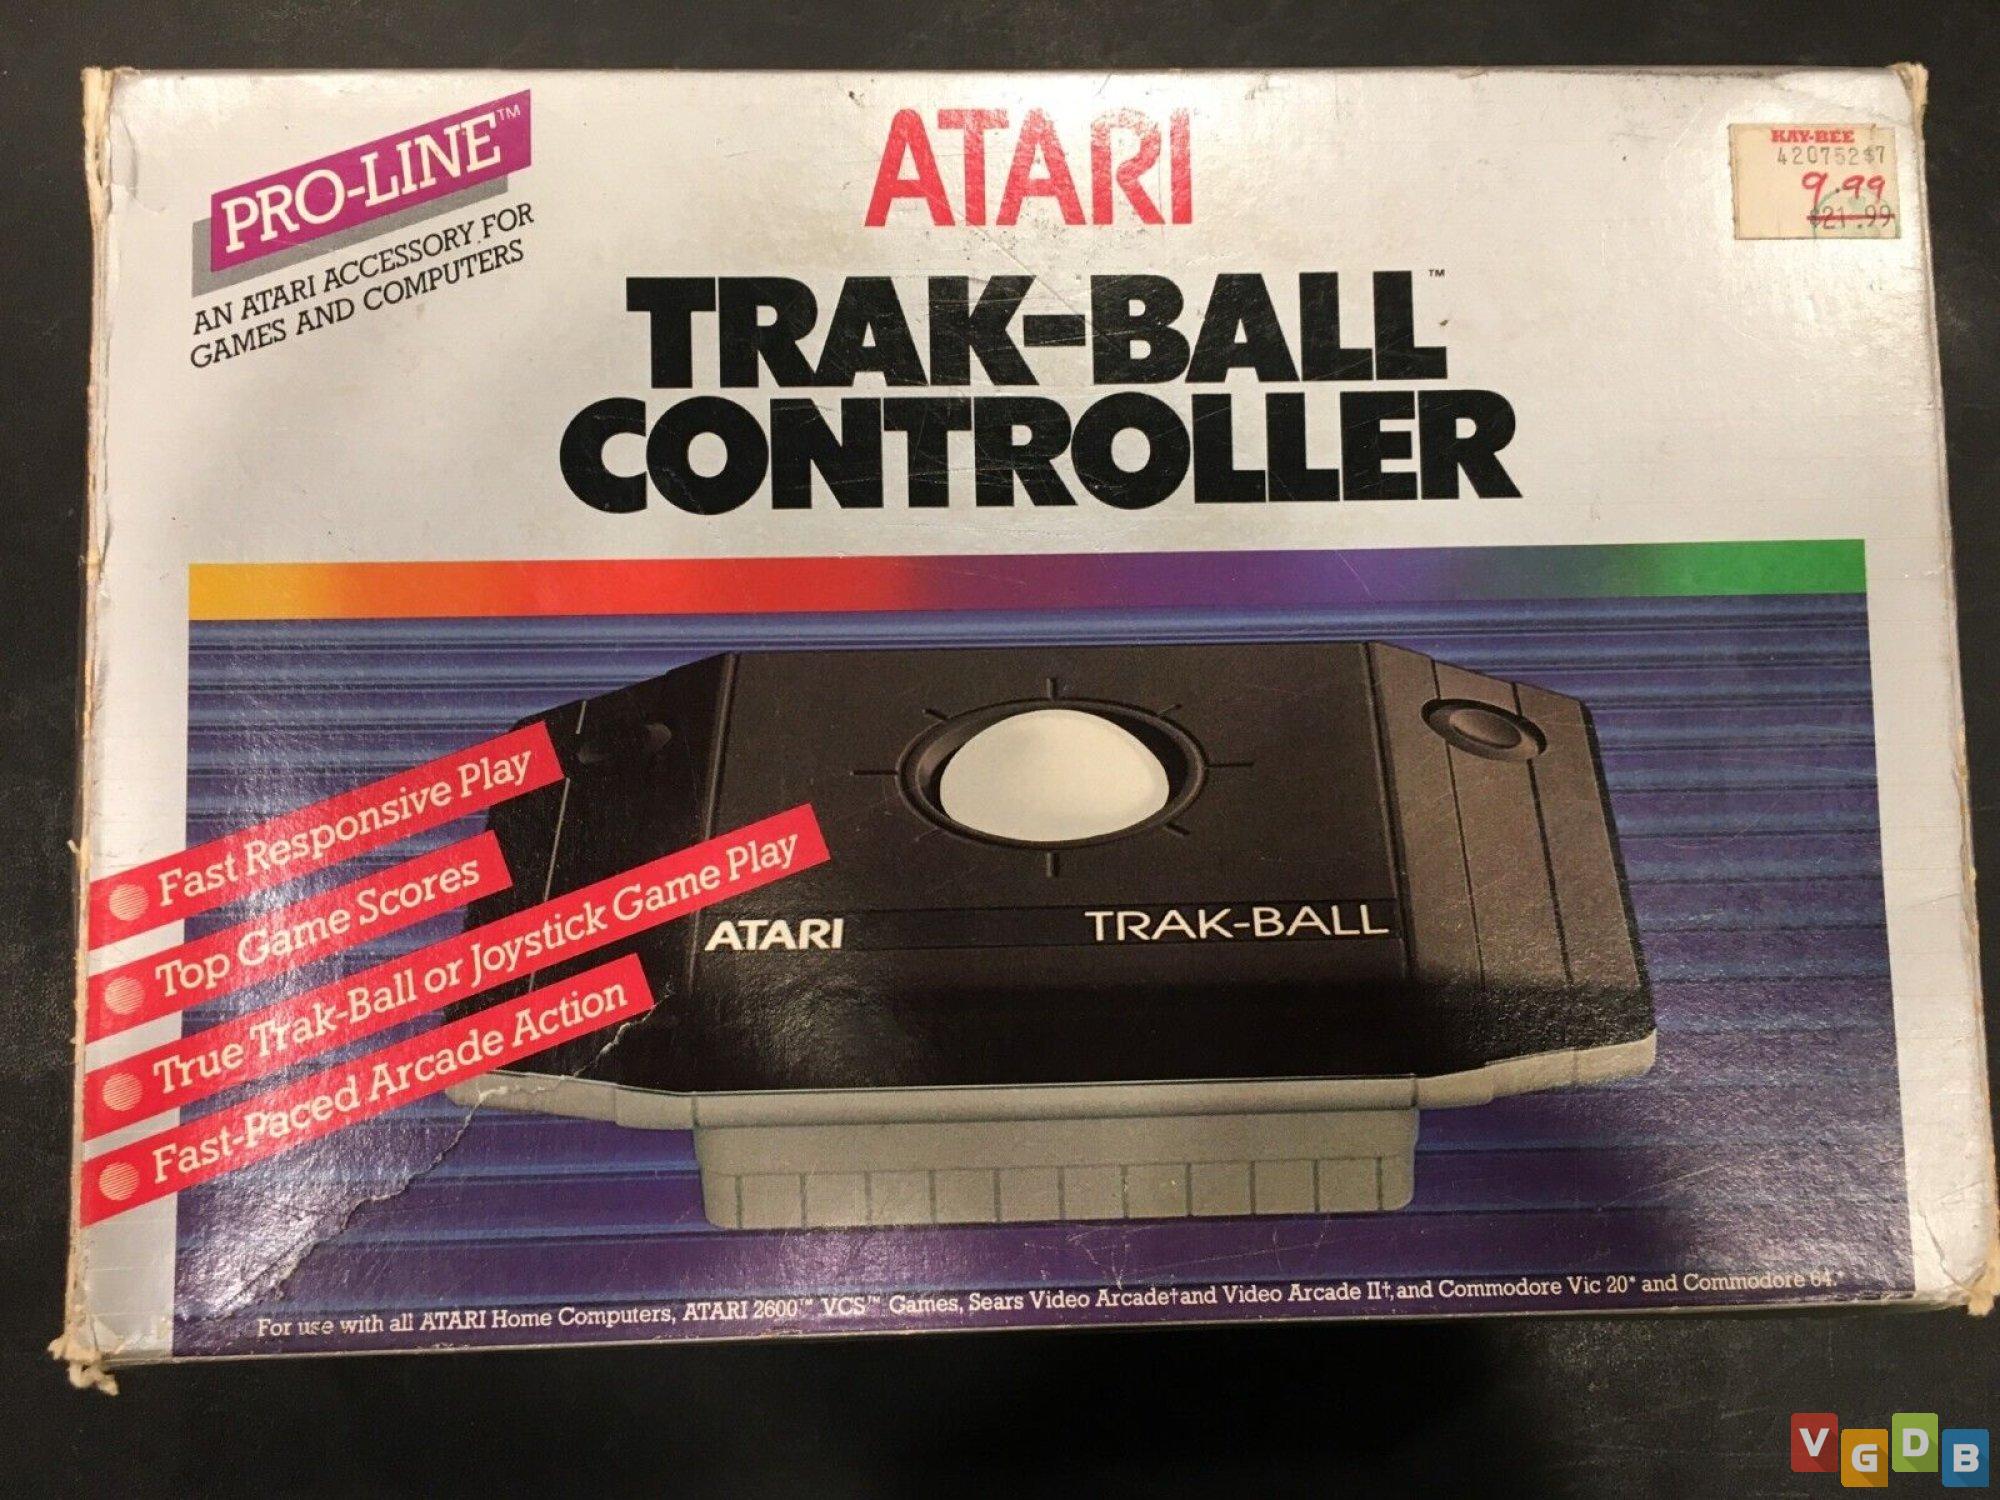 PRO-LINE™
AN ATARI ACCESSORY FOR
GAMES AND COMPUTERS
ATARI
TRAK-BALL™
CONTROLLER
KAY-BEE
420752$7
9.99
$21.99
Fast Responsive Play
Top Game Scores
True Trak-Ball or Joystick Game Play
Fast-Paced Arcade Action
ATARI
TRAK-BALL
For use with all ATARI Home Computers, ATARI 2600™ VCS™ Games, Sears Video Arcade† and Video Arcade II†, and Commodore Vic 20* and Commodore 64.*
VGDB